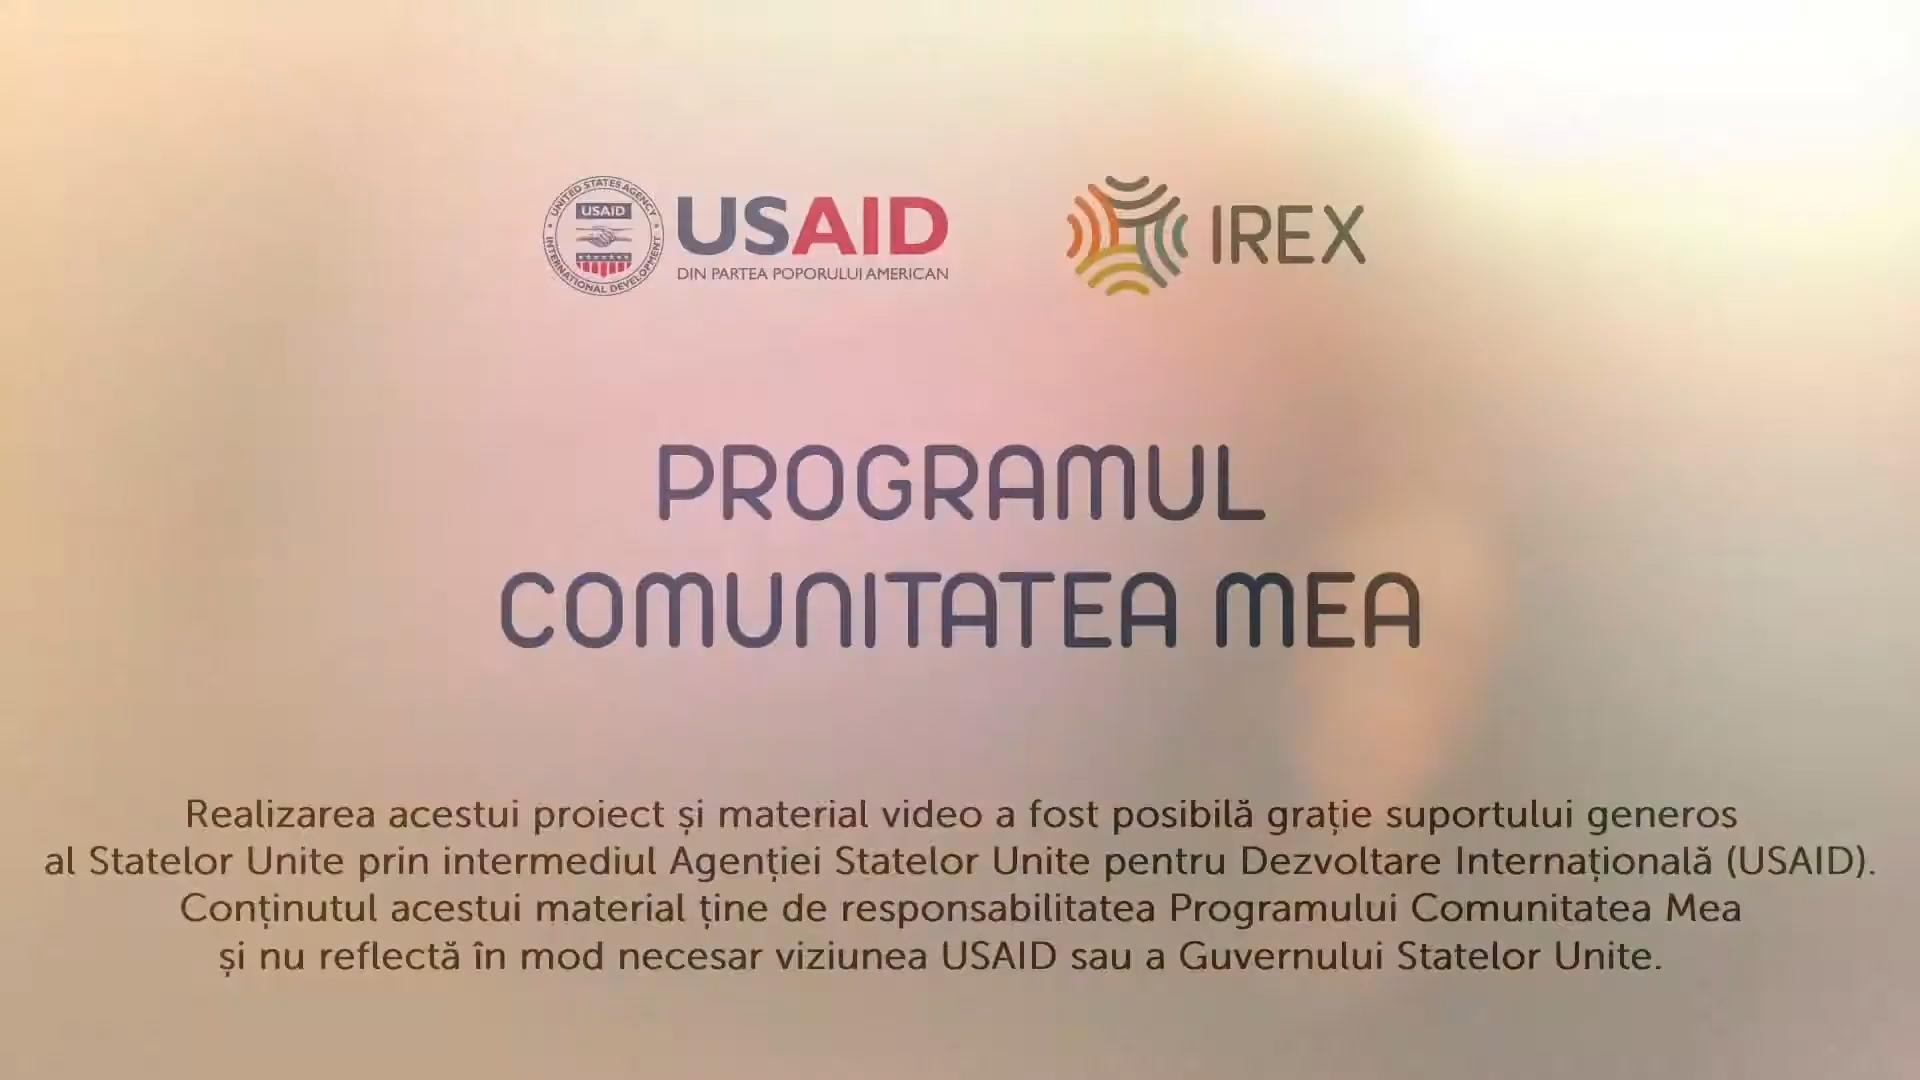 UNITED STATES AGENCY
USAID
INTERNATIONAL DEVELOPMENT
USAID
DIN PARTEA POPORULUI AMERICAN
IREX
PROGRAMUL
COMUNITATEA MEA
Realizarea acestui proiect și material video a fost posibilă grație suportului generos
al Statelor Unite prin intermediul Agenției Statelor Unite pentru Dezvoltare Internațională (USAID).
Conținutul acestui material ține de responsabilitatea Programului Comunitatea Mea
și nu reflectă în mod necesar viziunea USAID sau a Guvernului Statelor Unite.